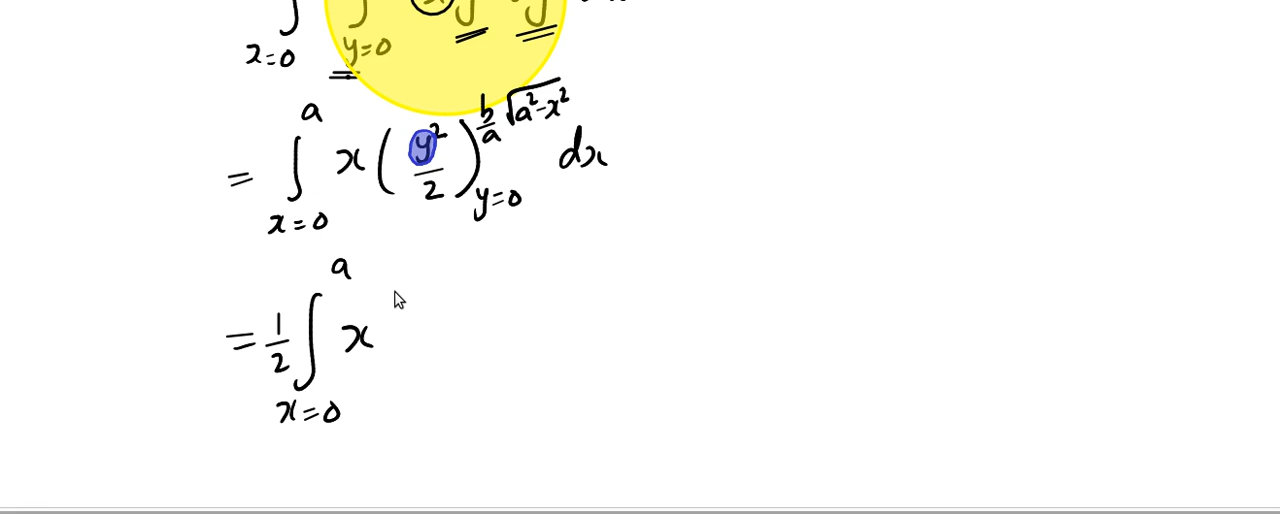 ∫ ∫
x=0 y=0
= ∫_{x=0}^{a} x (y²/2)_{y=0}^{b/a √(a²-x²)} dx
= 1/2 ∫_{x=0}^{a} x